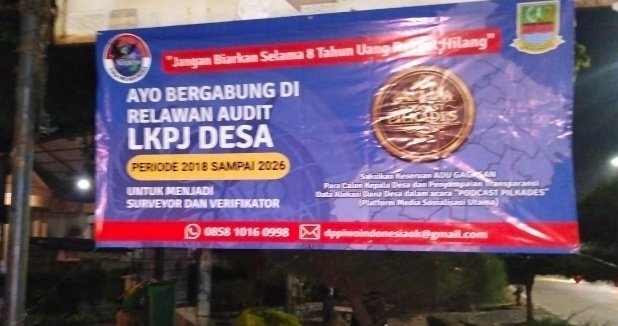 "Jangan Biarkan Selama 8 Tahun Uang Hilang"
AYO BERGABUNG DI
RELAWAN AUDIT
LKPJ DESA
PERIODE 2018 SAMPAI 2026
UNTUK MENJADI
SURVEYOR DAN VERIFIKATOR
PODCAST
PILKADES
Saksikan Keseruan ADU GAGASAN
Para Calon Kepala Desa dan Penyampaian Transparansi
Data Alokasi Dana Desa dalam acara "PODCAST PILKADES"
(Platform Media Sosialisasi Utama)
0858 1016 0998
dppiwoindonesiaok@gmail.com